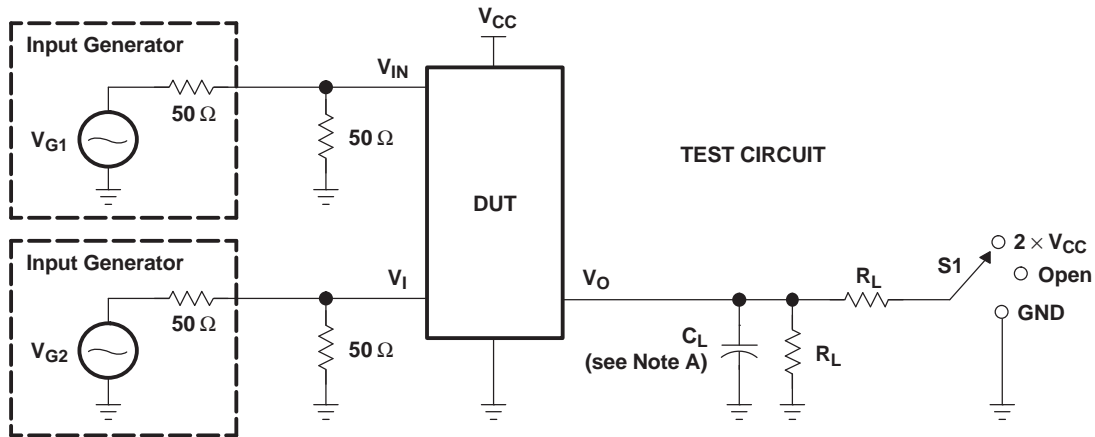 V_CC
Input Generator
V_IN
50 Ω
V_G1
50 Ω
TEST CIRCUIT
DUT
Input Generator
V_I
V_O
50 Ω
V_G2
50 Ω
C_L
(see Note A)
R_L
R_L
S1
2 × V_CC
Open
GND